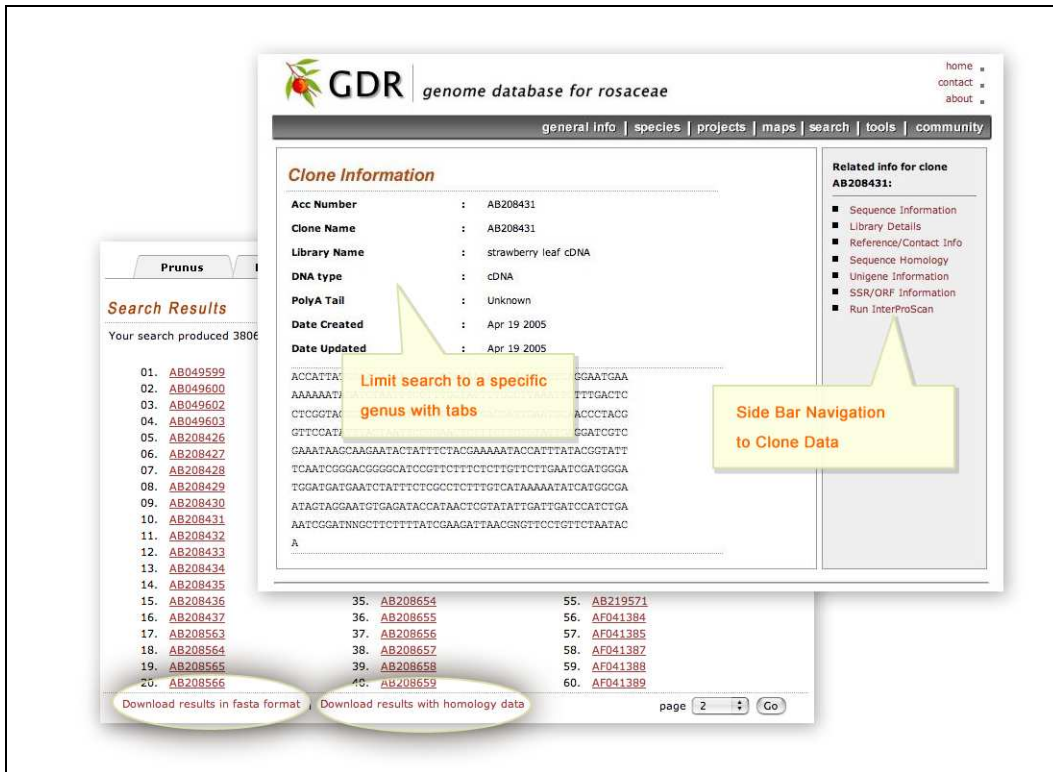 GDR genome database for rosaceae
home
contact
about
general info | species | projects | maps | search | tools | community
Clone Information
Acc Number : AB208431
Clone Name : AB208431
Library Name : strawberry leaf cDNA
DNA type : cDNA
PolyA Tail : Unknown
Date Created : Apr 19 2005
Date Updated : Apr 19 2005
GAAATAAGCAAGAATACTATTTCTACGAAAAATACCATTTATACGGTATT
TCAATCGGGACGGGGCATCCGTTCTTTCTCTTGTTCTTGAATCGATGGGA
TGGATGATGAATCTATTTCTCGCCTCTTTGTCATAAAAATATCATGGCGA
ATAGTAGGAATGTGAGATACCATAACTCGTATATTGATTGATCCATCTGA
AATCGGATNNGCTTCTTTTATCGAAGATTAACGNGTTCCTGTTCTAATAC
A
Limit search to a specific
genus with tabs
Related info for clone
AB208431:
Sequence Information
Library Details
Reference/Contact Info
Sequence Homology
Unigene Information
SSR/ORF Information
Run InterProScan
Side Bar Navigation
to Clone Data
Prunus
Search Results
Your search produced 3806
01. AB049599
02. AB049600
03. AB049602
04. AB049603
05. AB208426
06. AB208427
07. AB208428
08. AB208429
09. AB208430
10. AB208431
11. AB208432
12. AB208433
13. AB208434
14. AB208435
15. AB208436
16. AB208437
17. AB208563
18. AB208564
19. AB208565
20. AB208566
35. AB208654
36. AB208655
37. AB208656
38. AB208657
39. AB208658
40. AB208659
55. AB219571
56. AF041384
57. AF041385
58. AF041387
59. AF041388
60. AF041389
Download results in fasta format
Download results with homology data
page 2 Go